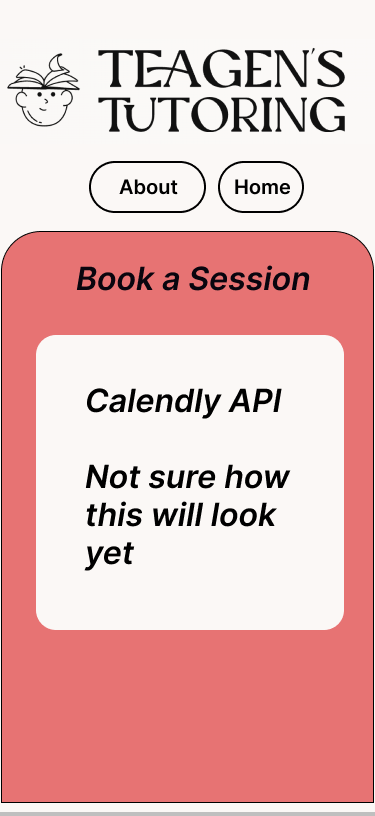 TEAGEN'S
TUTORING
About
Home
Book a Session
Calendly API
Not sure how
this will look
yet